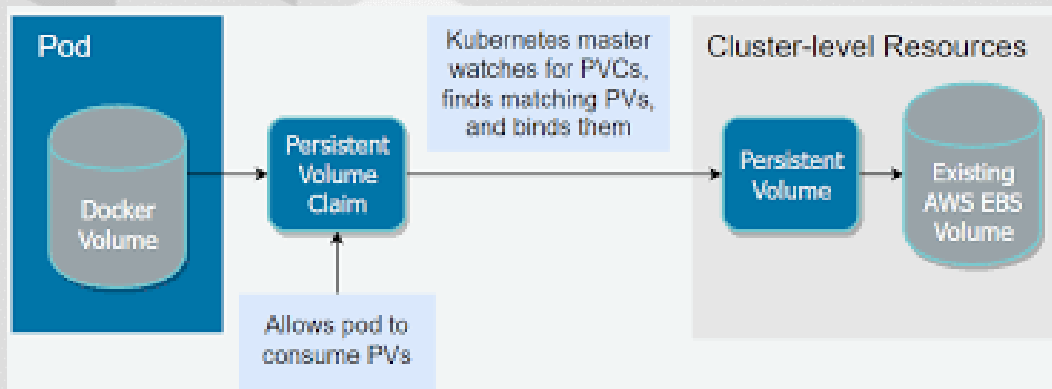 Pod
Docker
Volume
Persistent
Volume
Claim
Allows pod to
consume PVs
Kubernetes master
watches for PVCs,
finds matching PVs,
and binds them
Cluster-level Resources
Persistent
Volume
Existing
AWS EBS
Volume